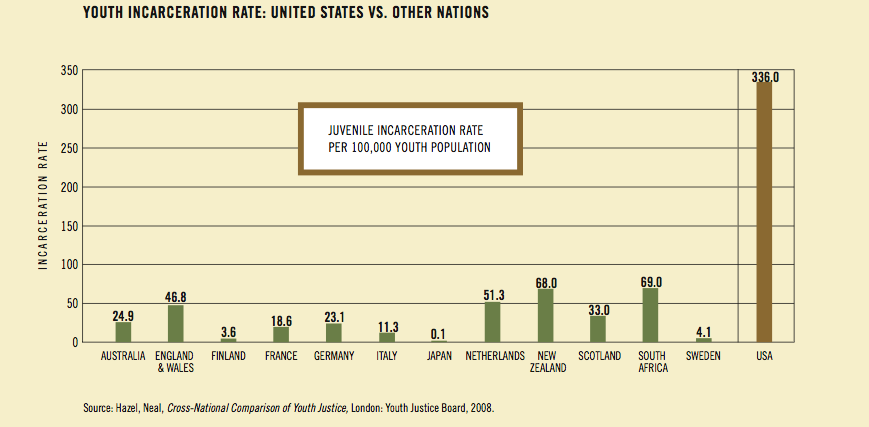 YOUTH INCARCERATION RATE: UNITED STATES VS. OTHER NATIONS
INCARCERATION RATE
350
300
250
200
150
100
50
0
JUVENILE INCARCERATION RATE
PER 100,000 YOUTH POPULATION
24.9
46.8
3.6
18.6
23.1
11.3
0.1
51.3
68.0
33.0
69.0
4.1
336.0
AUSTRALIA
ENGLAND
& WALES
FINLAND
FRANCE
GERMANY
ITALY
JAPAN
NETHERLANDS
NEW
ZEALAND
SCOTLAND
SOUTH
AFRICA
SWEDEN
USA
Source: Hazel, Neal, Cross-National Comparison of Youth Justice, London: Youth Justice Board, 2008.